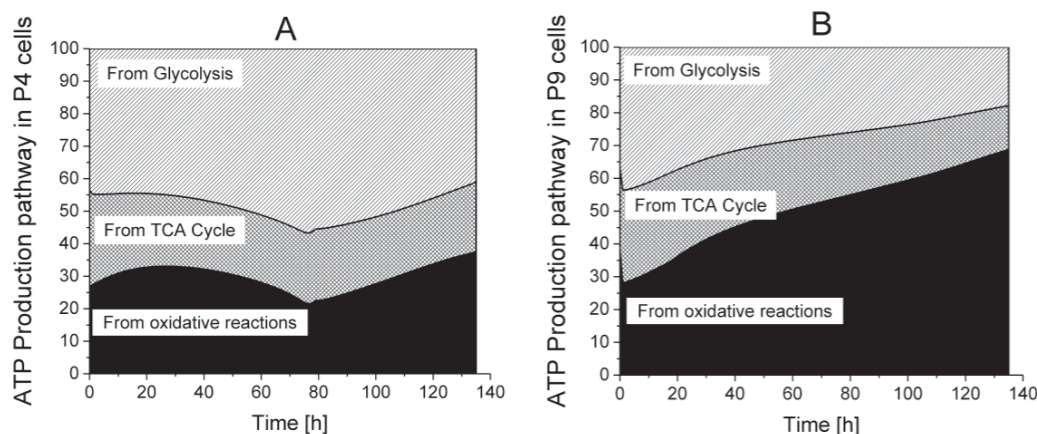 A
ATP Production pathway in P4 cells
100
90
80
70
60
50
40
30
20
10
0
From Glycolysis
From TCA Cycle
From oxidative reactions
0 20 40 60 80 100 120 140
Time [h]
B
ATP Production pathway in P9 cells
100
90
80
70
60
50
40
30
20
10
0
From Glycolysis
From TCA Cycle
From oxidative reactions
0 20 40 60 80 100 120 140
Time [h]